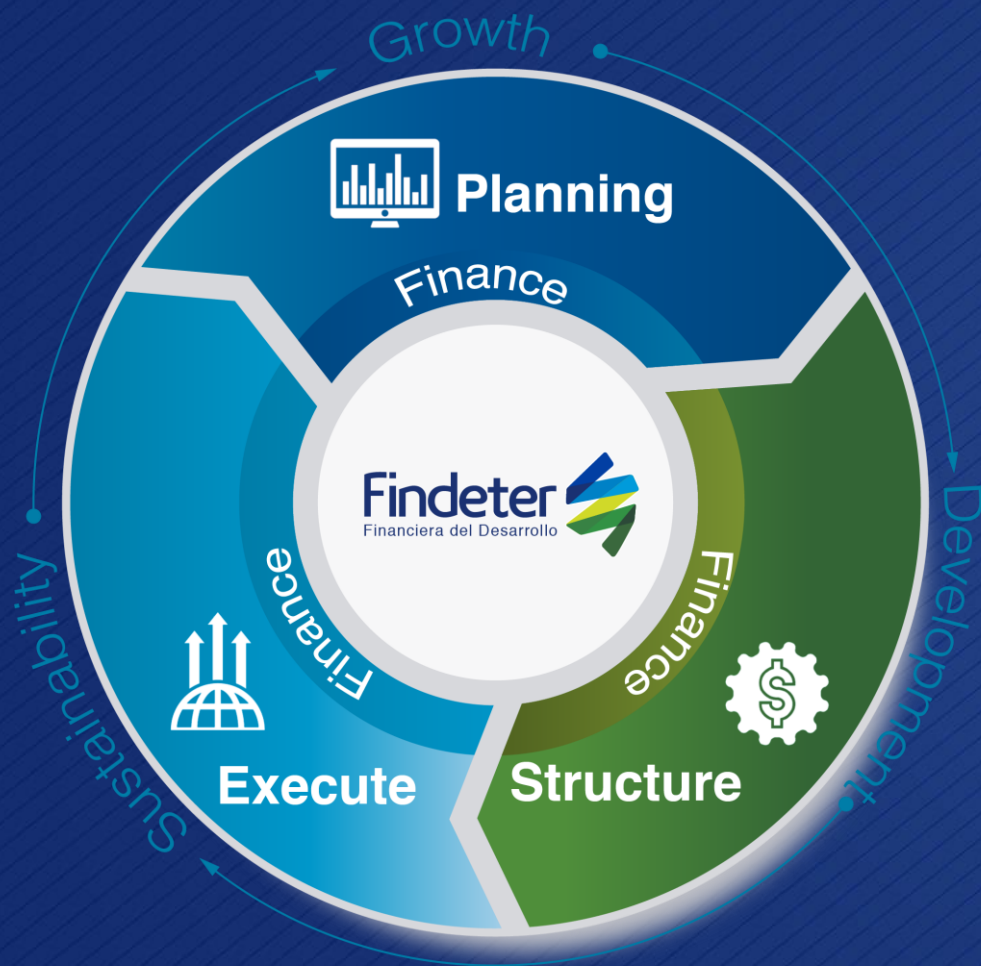 Growth
Planning
Finance
Findeter
Financiera del Desarrollo
Finance
Finance
Execute
Structure
Sustainability
Development